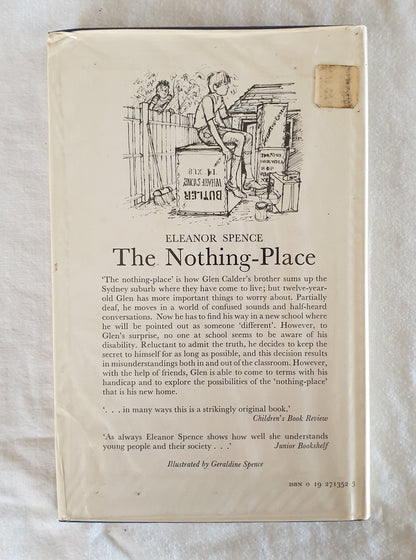 BUTLER
WHARF SYDNEY
14 XLB
ELEANOR SPENCE
The Nothing-Place
'The nothing-place' is how Glen Calder's brother sums up the
Sydney suburb where they have come to live; but twelve-year-
old Glen has more important things to worry about. Partially
deaf, he moves in a world of confused sounds and half-heard
conversations. Now he has to find his way in a new school where
he will be pointed out as someone 'different'. However, to
Glen's surprise, no one at school seems to be aware of his
disability. Reluctant to admit the truth, he decides to keep the
secret to himself for as long as possible, and this decision results
in misunderstandings both in and out of the classroom. However,
with the help of friends, Glen is able to come to terms with his
handicap and to explore the possibilities of the 'nothing-place'
that is his new home.
'. . . in many ways this is a strikingly original book.'
Children's Book Review
'As always Eleanor Spence shows how well she understands
young people and their society . . .' Junior Bookshelf
Illustrated by Geraldine Spence
ISBN 0 19 271352 3